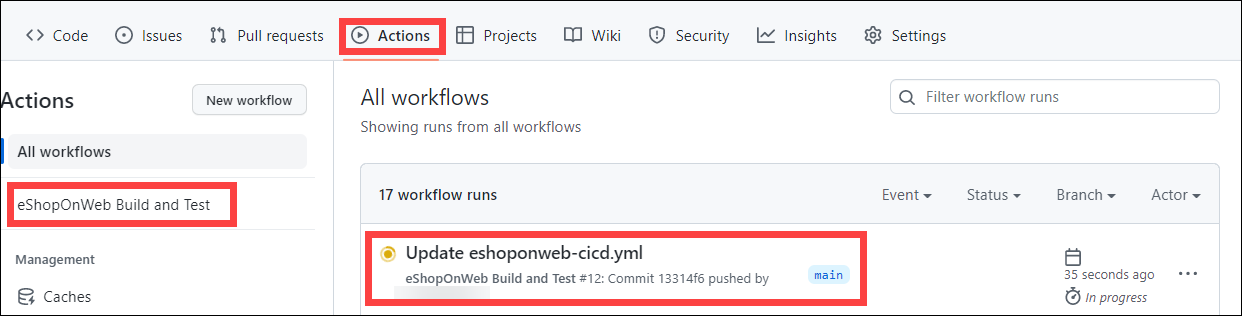 Code Issues Pull requests Actions Projects Wiki Security Insights Settings
Actions New workflow
All workflows
eShopOnWeb Build and Test
Management
Caches
All workflows
Filter workflow runs
Showing runs from all workflows
17 workflow runs Event Status Branch Actor
Update eshoponweb-cicd.yml
eShopOnWeb Build and Test #12: Commit 13314f6 pushed by
main
35 seconds ago
In progress